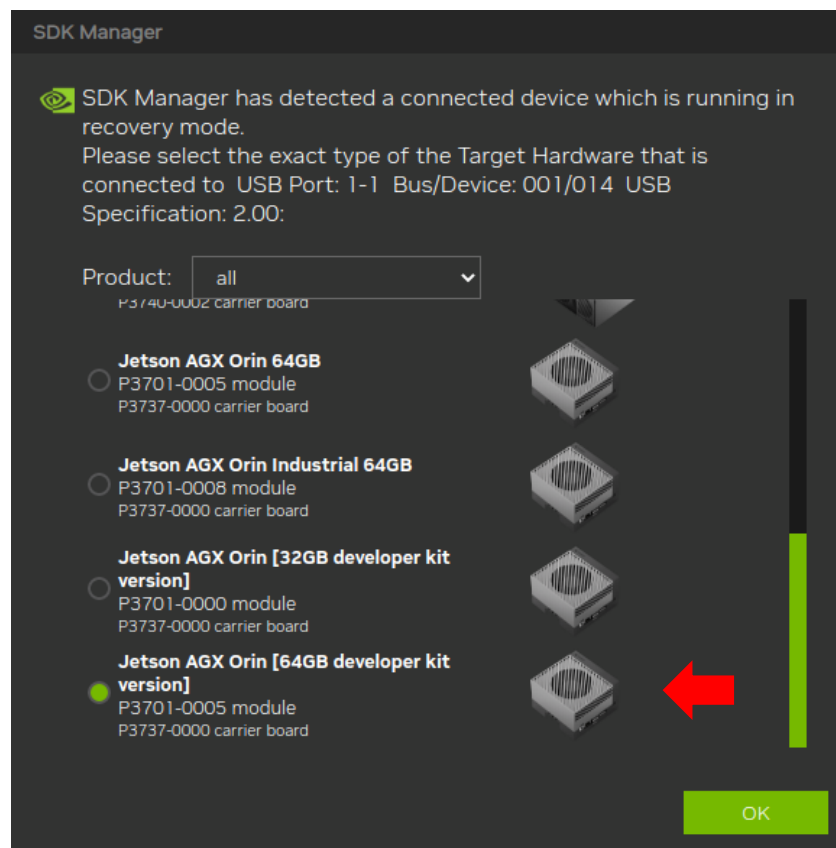 SDK Manager
SDK Manager has detected a connected device which is running in
recovery mode.
Please select the exact type of the Target Hardware that is
connected to  USB Port: 1-1  Bus/Device: 001/014  USB
Specification: 2.00:
Product: all
P3740-0002 carrier board
Jetson AGX Orin 64GB
P3701-0005 module
P3737-0000 carrier board
Jetson AGX Orin Industrial 64GB
P3701-0008 module
P3737-0000 carrier board
Jetson AGX Orin [32GB developer kit
version]
P3701-0000 module
P3737-0000 carrier board
Jetson AGX Orin [64GB developer kit
version]
P3701-0005 module
P3737-0000 carrier board
OK